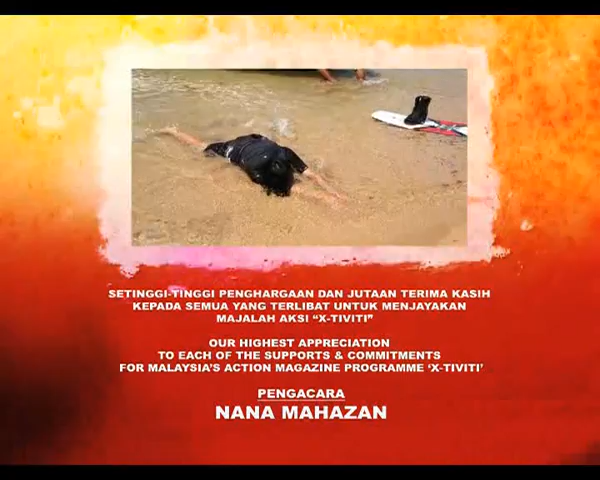 SETINGGI-TINGGI PENGHARGAAN DAN JUTAAN TERIMA KASIH
KEPADA SEMUA YANG TERLIBAT UNTUK MENJAYAKAN
MAJALAH AKSI “X-TIVITI”
OUR HIGHEST APPRECIATION
TO EACH OF THE SUPPORTS & COMMITMENTS
FOR MALAYSIA'S ACTION MAGAZINE PROGRAMME ‘X-TIVITI’
PENGACARA
NANA MAHAZAN